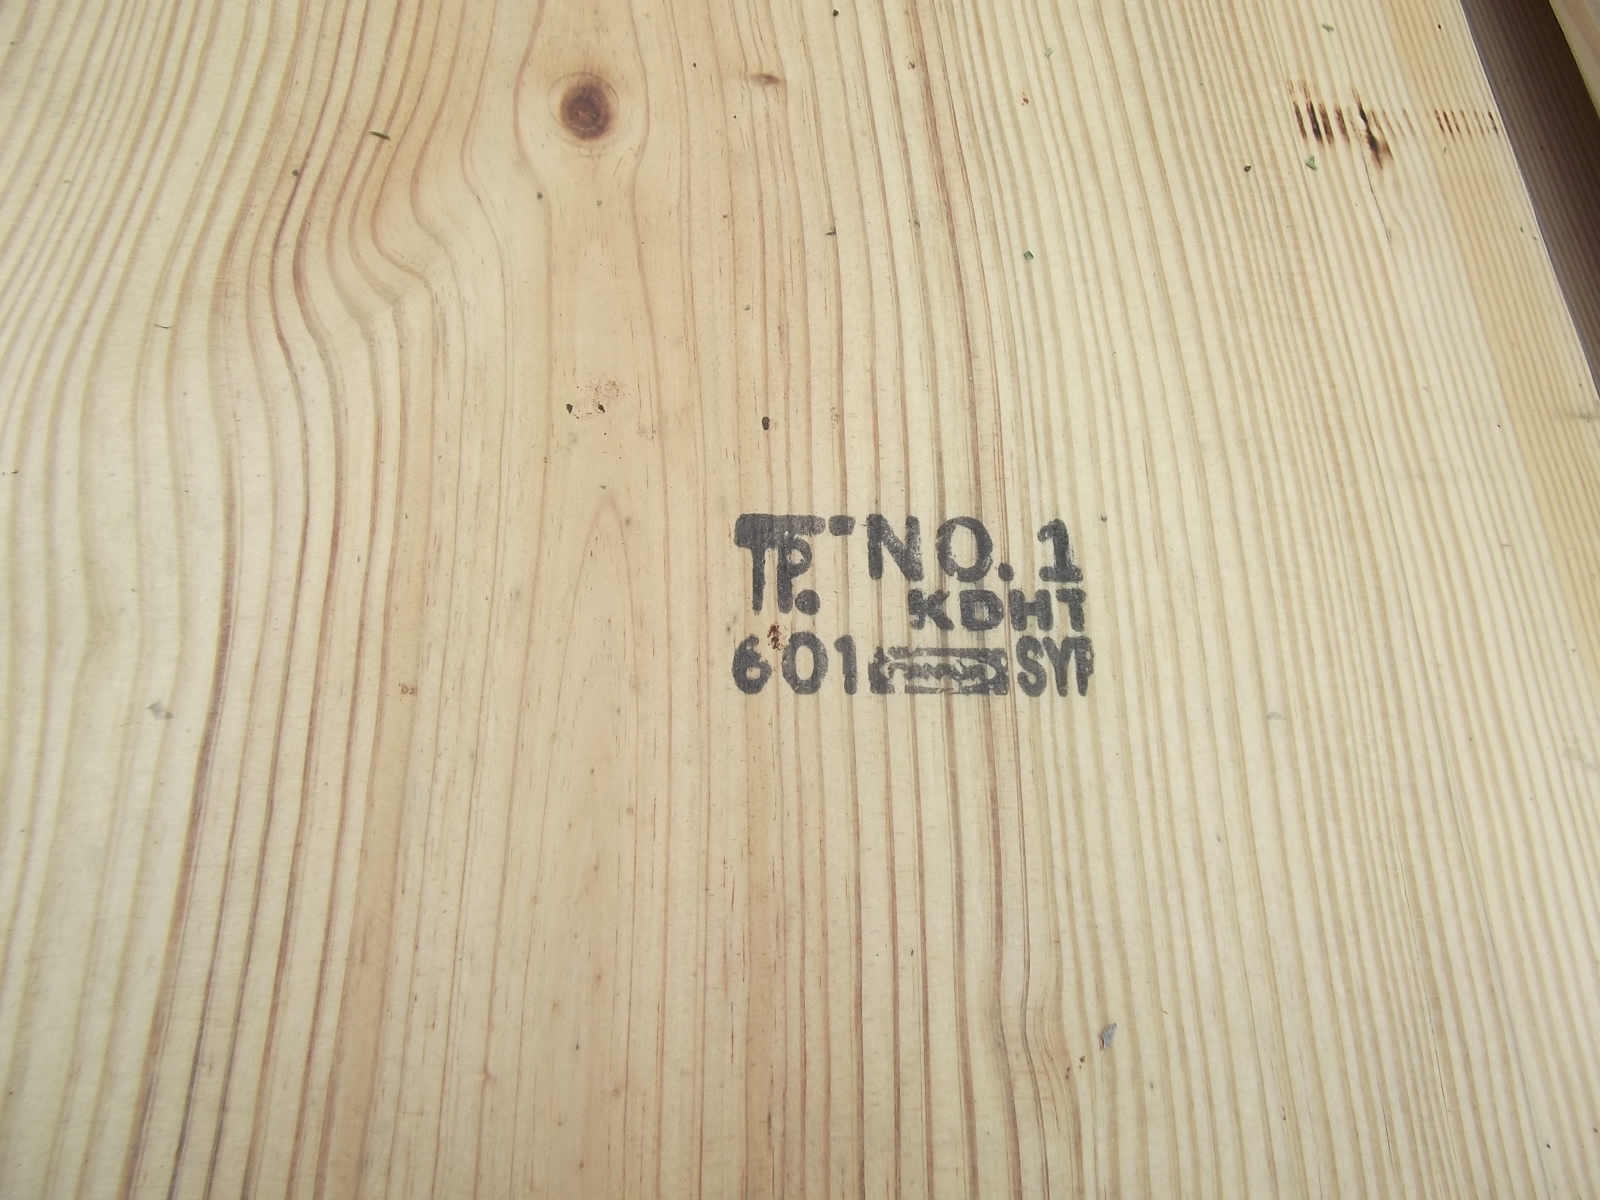 TP. NO. 1
KDHT
601 SYP